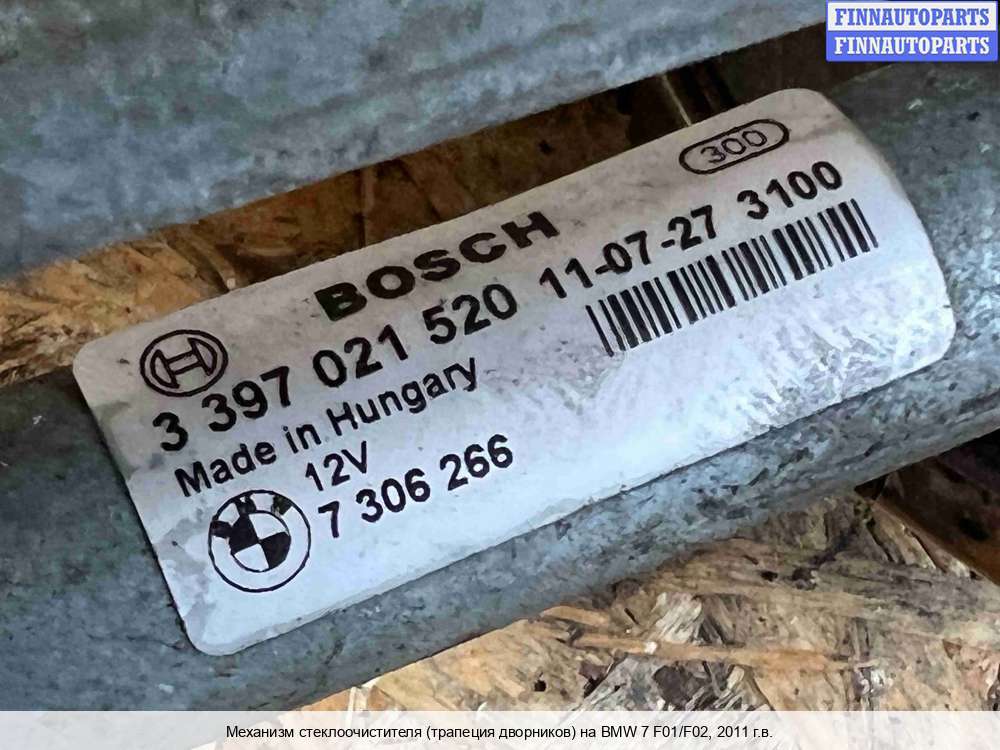 FINNAUTOPARTS
FINNAUTOPARTS
300
BOSCH
3 397 021 520 11-07-27 3100
Made in Hungary
12V
7 306 266
Механизм стеклоочистителя (трапеция дворников) на BMW 7 F01/F02, 2011 г.в.